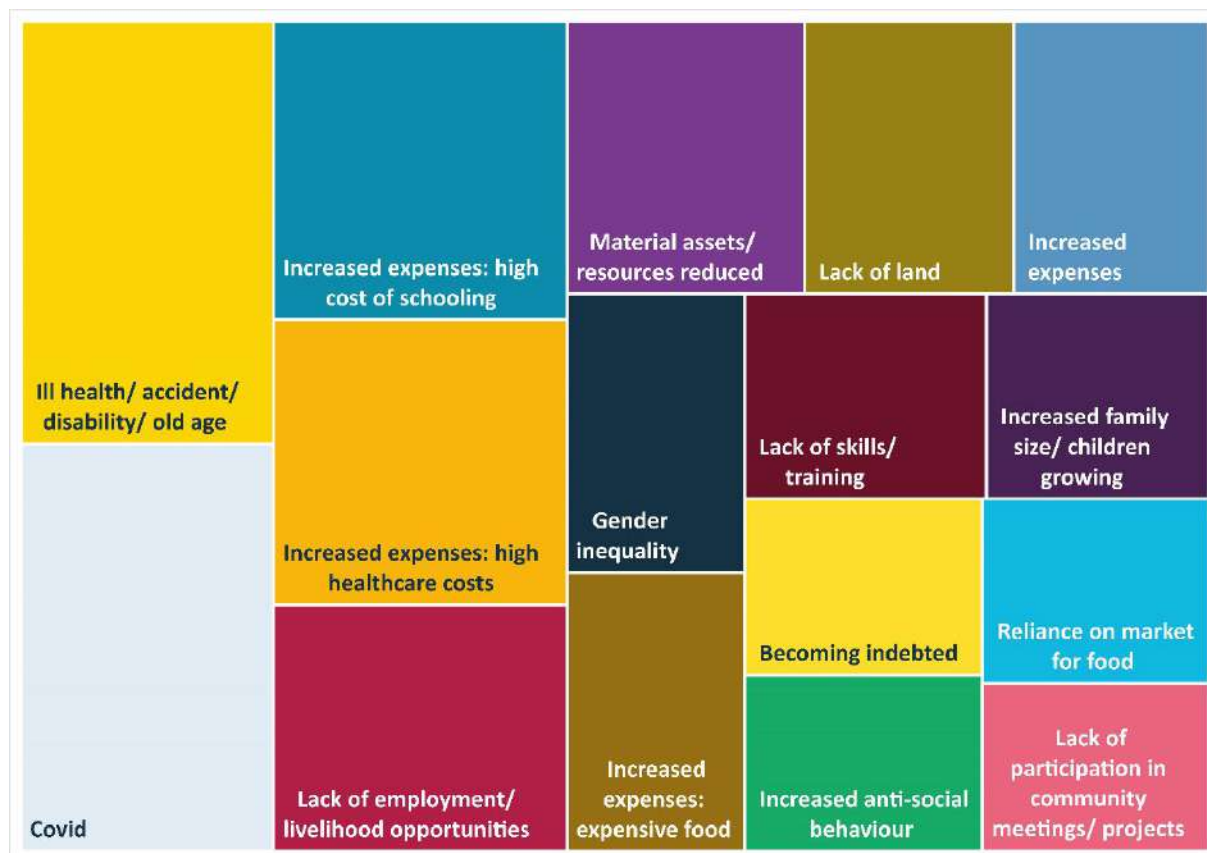 Ill health/ accident/
disability/ old age
Covid
Increased expenses: high
cost of schooling
Increased expenses: high
healthcare costs
Lack of employment/
livelihood opportunities
Material assets/
resources reduced
Lack of land
Increased
expenses
Gender
inequality
Increased
expenses:
expensive food
Lack of skills/
training
Increased family
size/ children
growing
Becoming indebted
Reliance on market
for food
Increased anti-social
behaviour
Lack of
participation in
community
meetings/ projects